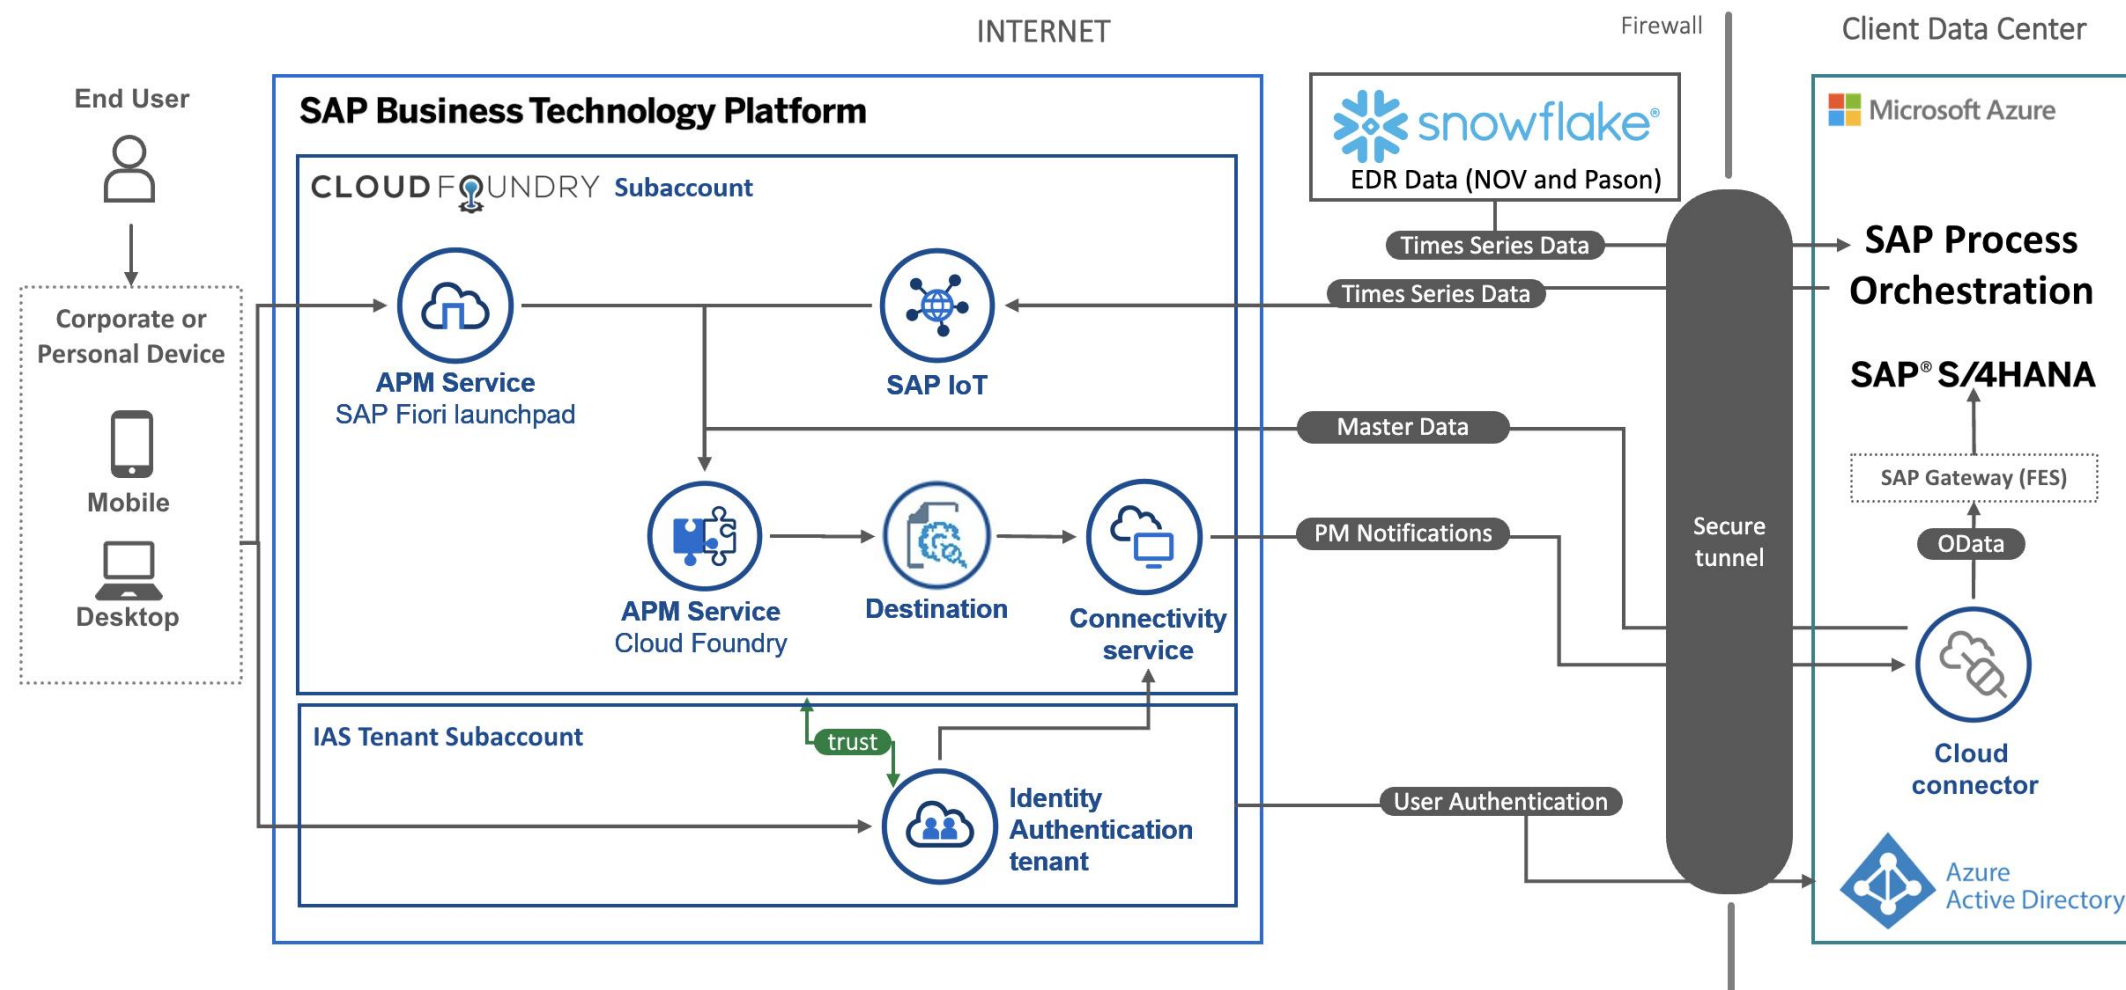 INTERNET
Firewall
Client Data Center
End User
SAP Business Technology Platform
snowflake®
EDR Data (NOV and Pason)
Microsoft Azure
CLOUD FOUNDRY Subaccount
Times Series Data
SAP Process
Orchestration
Times Series Data
Corporate or
Personal Device
APM Service
SAP Fiori launchpad
SAP IoT
SAP® S/4HANA
Master Data
SAP Gateway (FES)
Mobile
PM Notifications
Secure
tunnel
OData
Desktop
APM Service
Cloud Foundry
Destination
Connectivity
service
IAS Tenant Subaccount
trust
Cloud
connector
Identity
Authentication
tenant
User Authentication
Azure
Active Directory